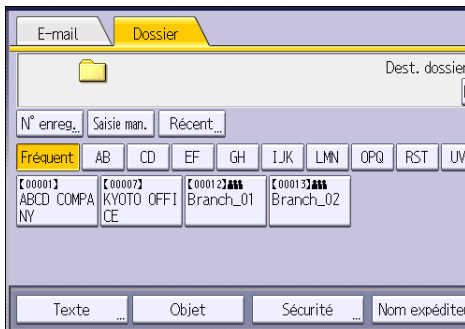 E-mail Dossier
Dest. dossier
N° enreg... Saisie man. Récent...
Fréquent AB CD EF GH IJK LMN OPQ RST UV
【00001】 【00007】 【00012】 【00013】
ABCD COMPA KYOTO OFFI Branch_01 Branch_02
NY CE
Texte ... Objet Sécurité ... Nom expéditeu